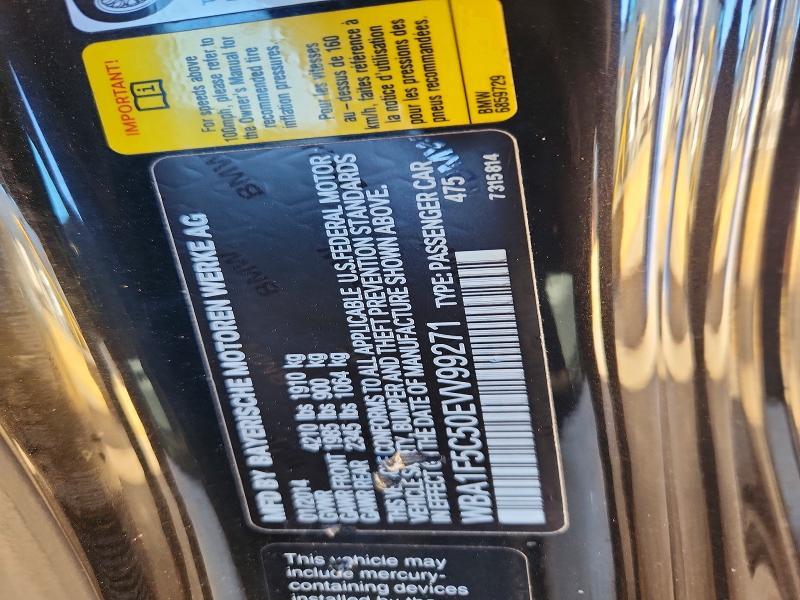 IMPORTANT!
For speeds above
100mph, please refer to
the Owner's Manual for
recommended tire
inflation pressures.
Pour les vitesses
au-dessus de 160
km/h, faites référence à
la notice d'utilisation
pour les pressions des
pneus recommandées.
BMW
6859729
MFD BY BAYERISCHE MOTOREN WERKE AG
01/2014
GVWR 4210 lbs 1910 kg
GAWR FRONT 1985 lbs 900 kg
GAWR REAR 2345 lbs 1064 kg
THIS CONFORMS TO ALL APPLICABLE U.S. FEDERAL MOTOR
VEHICLE BUMPER AND THEFT PREVENTION STANDARDS
IN EFFECT THE DATE OF MANUFACTURE SHOWN ABOVE.
WBA1F5C50EVV99271 TYPE: PASSENGER CAR
475
7315814
This vehicle may
include mercury-
containing devices
installed by the